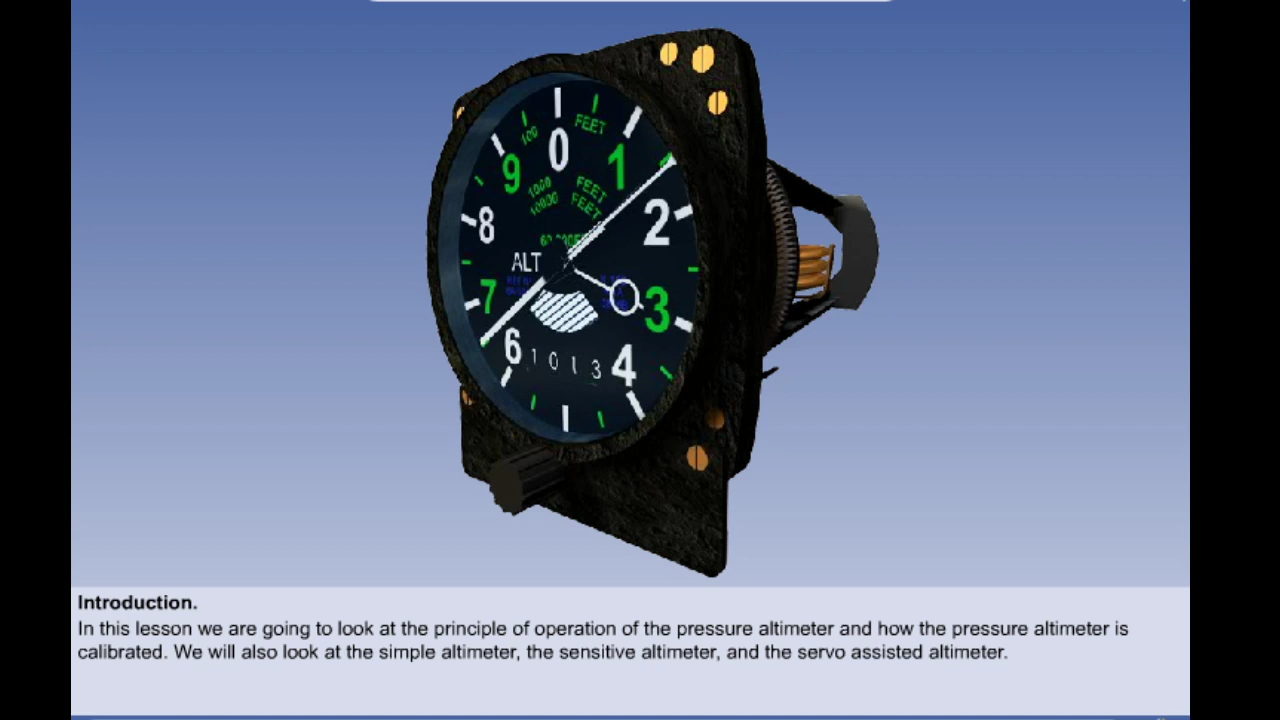 100 FEET
0
9 1
1000 FEET
10000 FEET
8 2
ALT
7 3
6 4
1013
Introduction.
In this lesson we are going to look at the principle of operation of the pressure altimeter and how the pressure altimeter is
calibrated. We will also look at the simple altimeter, the sensitive altimeter, and the servo assisted altimeter.